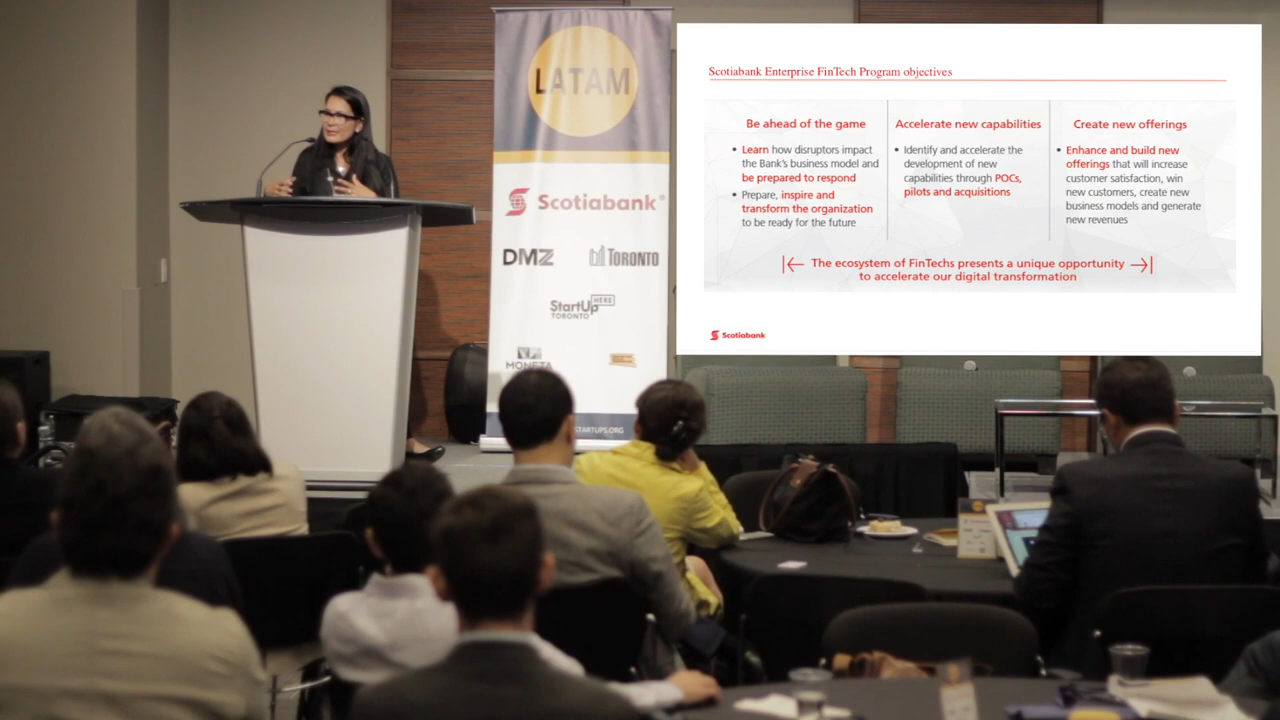 LATAM
Scotiabank®
DMZ
TORONTO
StartUp HERE
TORONTO
MONETA
STARTUPS.ORG
Scotiabank Enterprise FinTech Program objectives
Be ahead of the game
• Learn how disruptors impact
the Bank's business model and
be prepared to respond
• Prepare, inspire and
transform the organization
to be ready for the future
Accelerate new capabilities
• Identify and accelerate the
development of new
capabilities through POCs,
pilots and acquisitions
Create new offerings
• Enhance and build new
offerings that will increase
customer satisfaction, win
new customers, create new
business models and generate
new revenues
The ecosystem of FinTechs presents a unique opportunity
to accelerate our digital transformation
Scotiabank